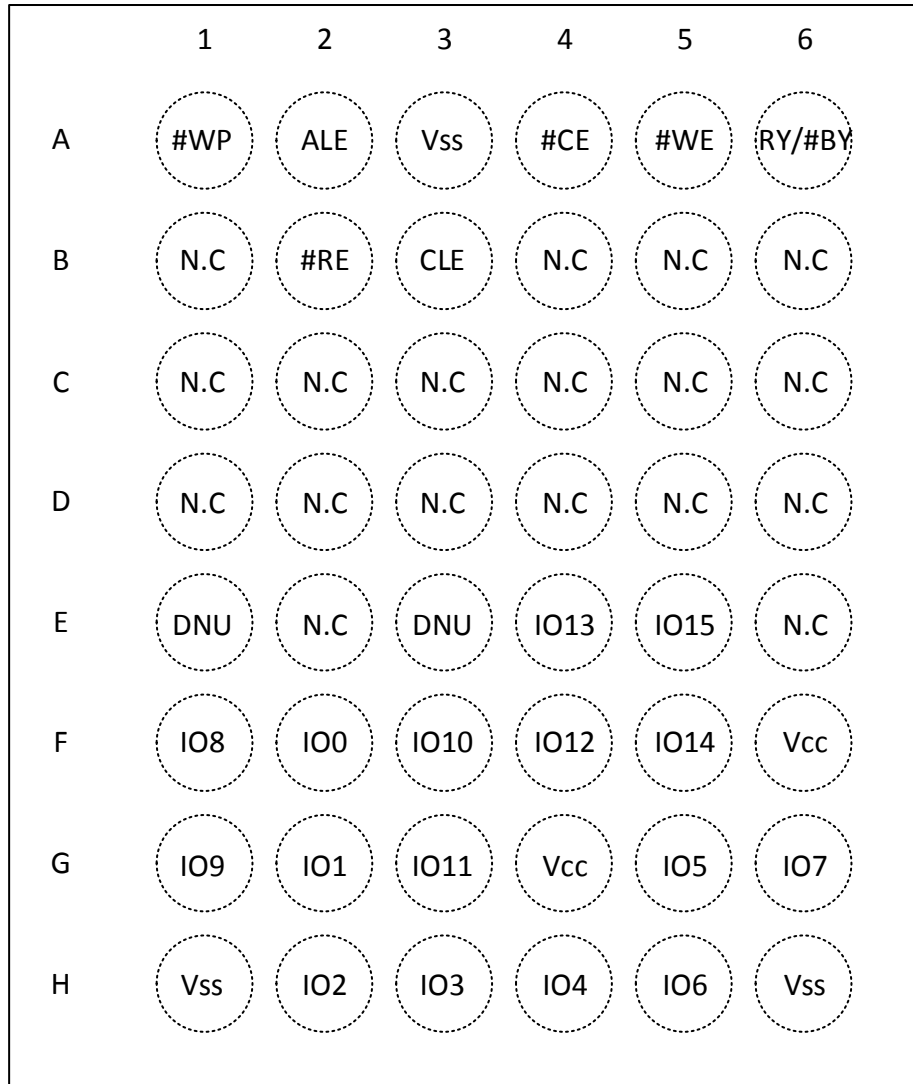 1 2 3 4 5 6
A #WP ALE Vss #CE #WE RY/#BY
B N.C #RE CLE N.C N.C N.C
C N.C N.C N.C N.C N.C N.C
D N.C N.C N.C N.C N.C N.C
E DNU N.C DNU IO13 IO15 N.C
F IO8 IO0 IO10 IO12 IO14 Vcc
G IO9 IO1 IO11 Vcc IO5 IO7
H Vss IO2 IO3 IO4 IO6 Vss